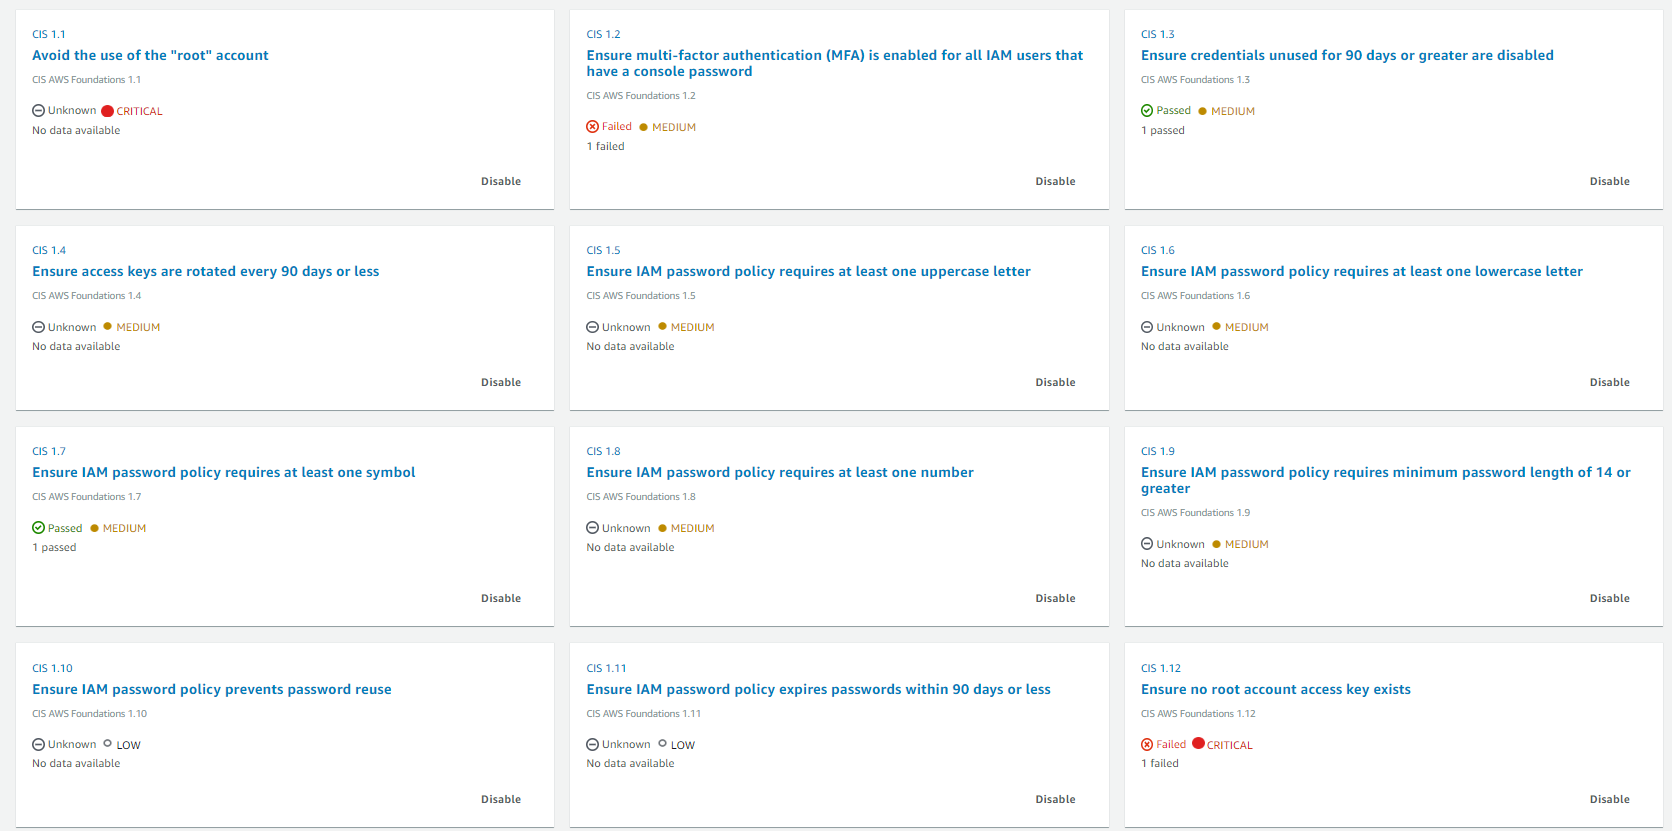 CIS 1.1
Avoid the use of the "root" account
CIS AWS Foundations 1.1
Unknown CRITICAL
No data available
Disable
CIS 1.2
Ensure multi-factor authentication (MFA) is enabled for all IAM users that
have a console password
CIS AWS Foundations 1.2
Failed MEDIUM
1 failed
Disable
CIS 1.3
Ensure credentials unused for 90 days or greater are disabled
CIS AWS Foundations 1.3
Passed MEDIUM
1 passed
Disable
CIS 1.4
Ensure access keys are rotated every 90 days or less
CIS AWS Foundations 1.4
Unknown MEDIUM
No data available
Disable
CIS 1.5
Ensure IAM password policy requires at least one uppercase letter
CIS AWS Foundations 1.5
Unknown MEDIUM
No data available
Disable
CIS 1.6
Ensure IAM password policy requires at least one lowercase letter
CIS AWS Foundations 1.6
Unknown MEDIUM
No data available
Disable
CIS 1.7
Ensure IAM password policy requires at least one symbol
CIS AWS Foundations 1.7
Passed MEDIUM
1 passed
Disable
CIS 1.8
Ensure IAM password policy requires at least one number
CIS AWS Foundations 1.8
Unknown MEDIUM
No data available
Disable
CIS 1.9
Ensure IAM password policy requires minimum password length of 14 or
greater
CIS AWS Foundations 1.9
Unknown MEDIUM
No data available
Disable
CIS 1.10
Ensure IAM password policy prevents password reuse
CIS AWS Foundations 1.10
Unknown LOW
No data available
Disable
CIS 1.11
Ensure IAM password policy expires passwords within 90 days or less
CIS AWS Foundations 1.11
Unknown LOW
No data available
Disable
CIS 1.12
Ensure no root account access key exists
CIS AWS Foundations 1.12
Failed CRITICAL
1 failed
Disable